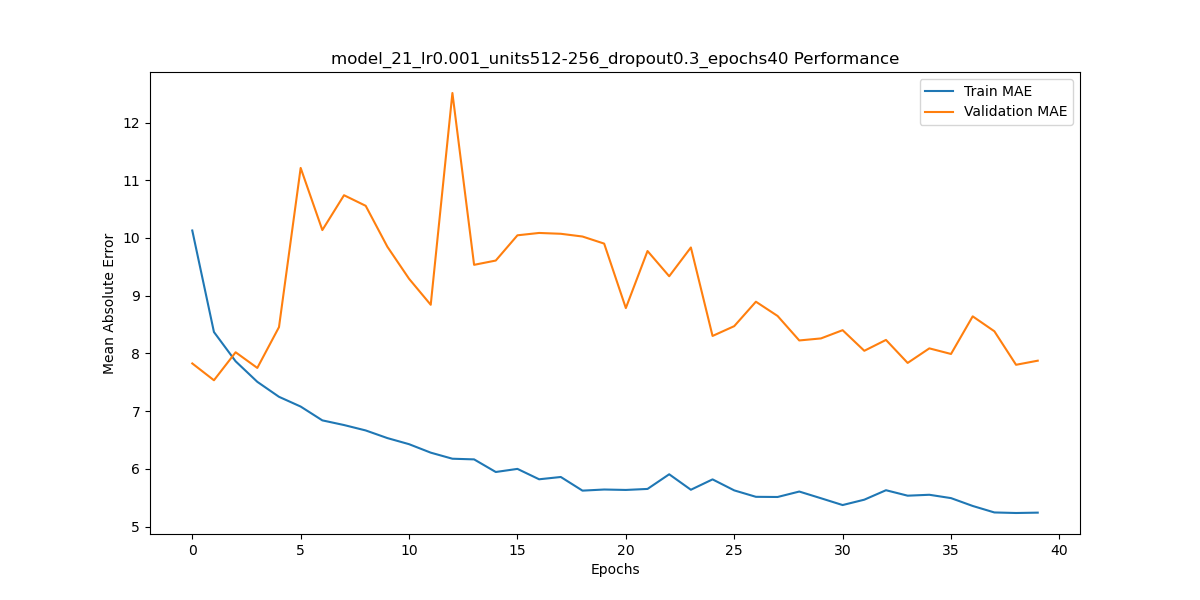 model_21_lr0.001_units512-256_dropout0.3_epochs40 Performance
Train MAE
Validation MAE
12
11
10
9
8
7
6
5
Mean Absolute Error
0 5 10 15 20 25 30 35 40
Epochs